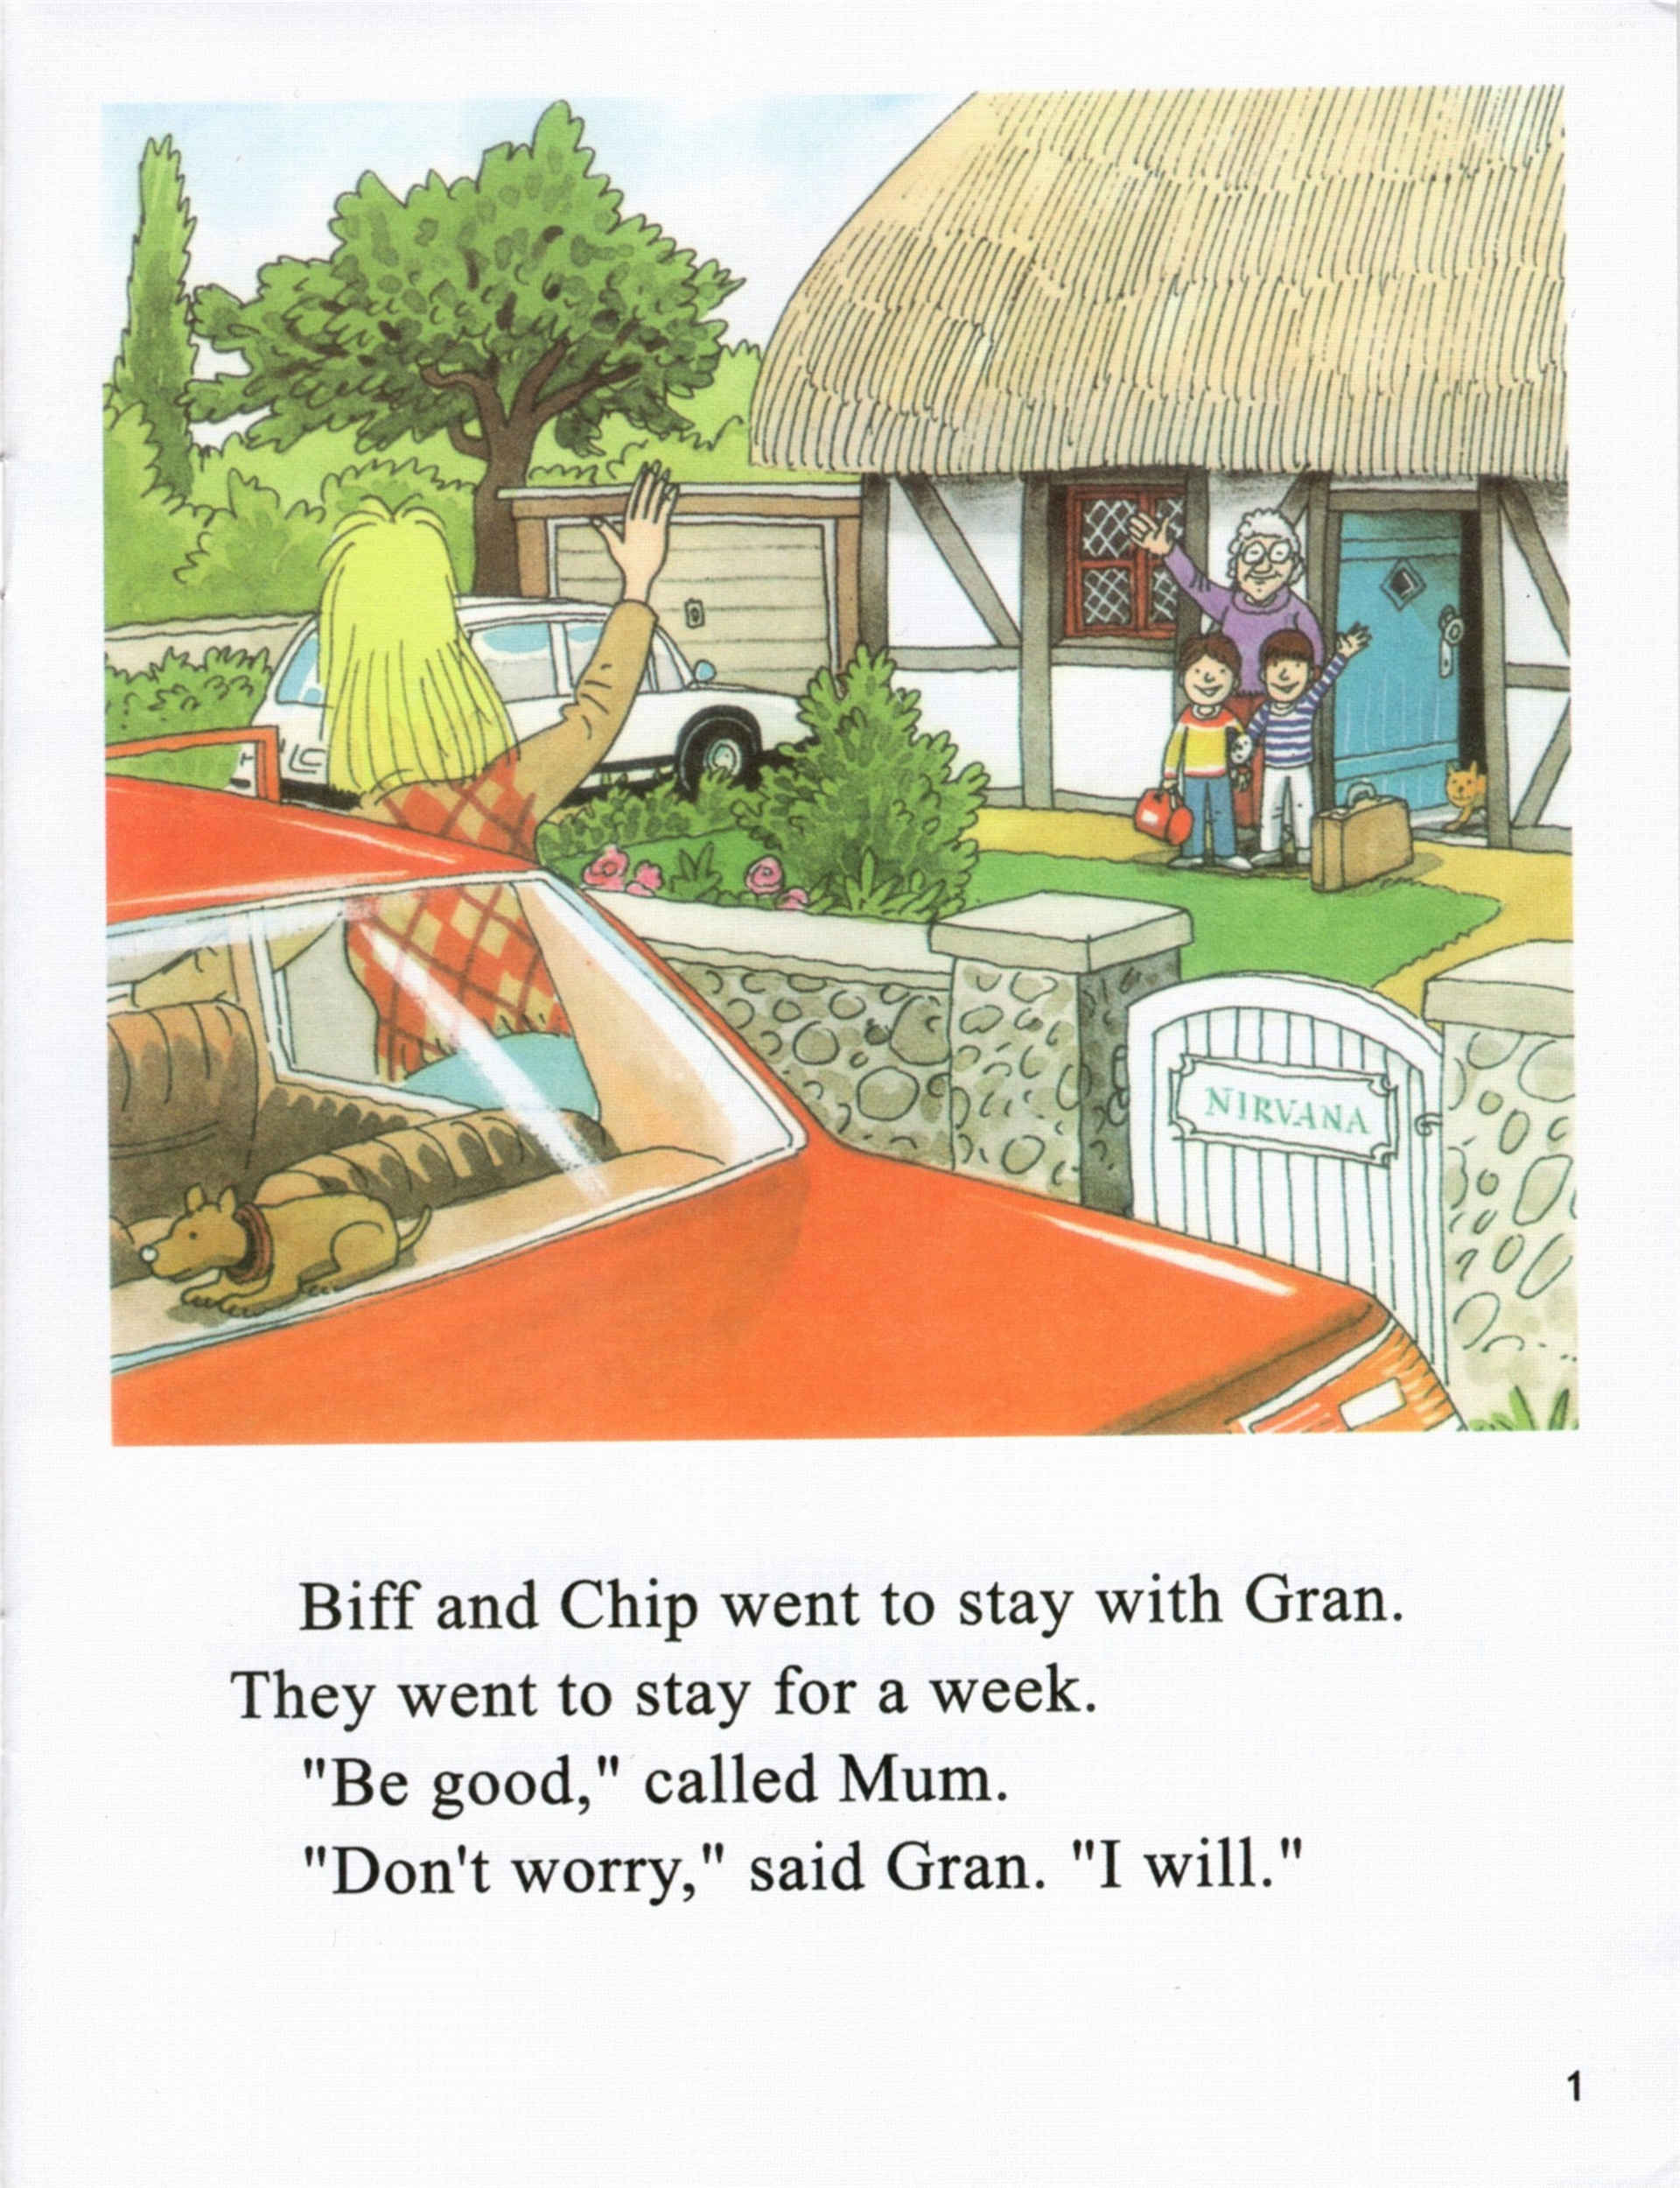 NIRVANA
Biff and Chip went to stay with Gran.
They went to stay for a week.
"Be good," called Mum.
"Don't worry," said Gran. "I will."
1